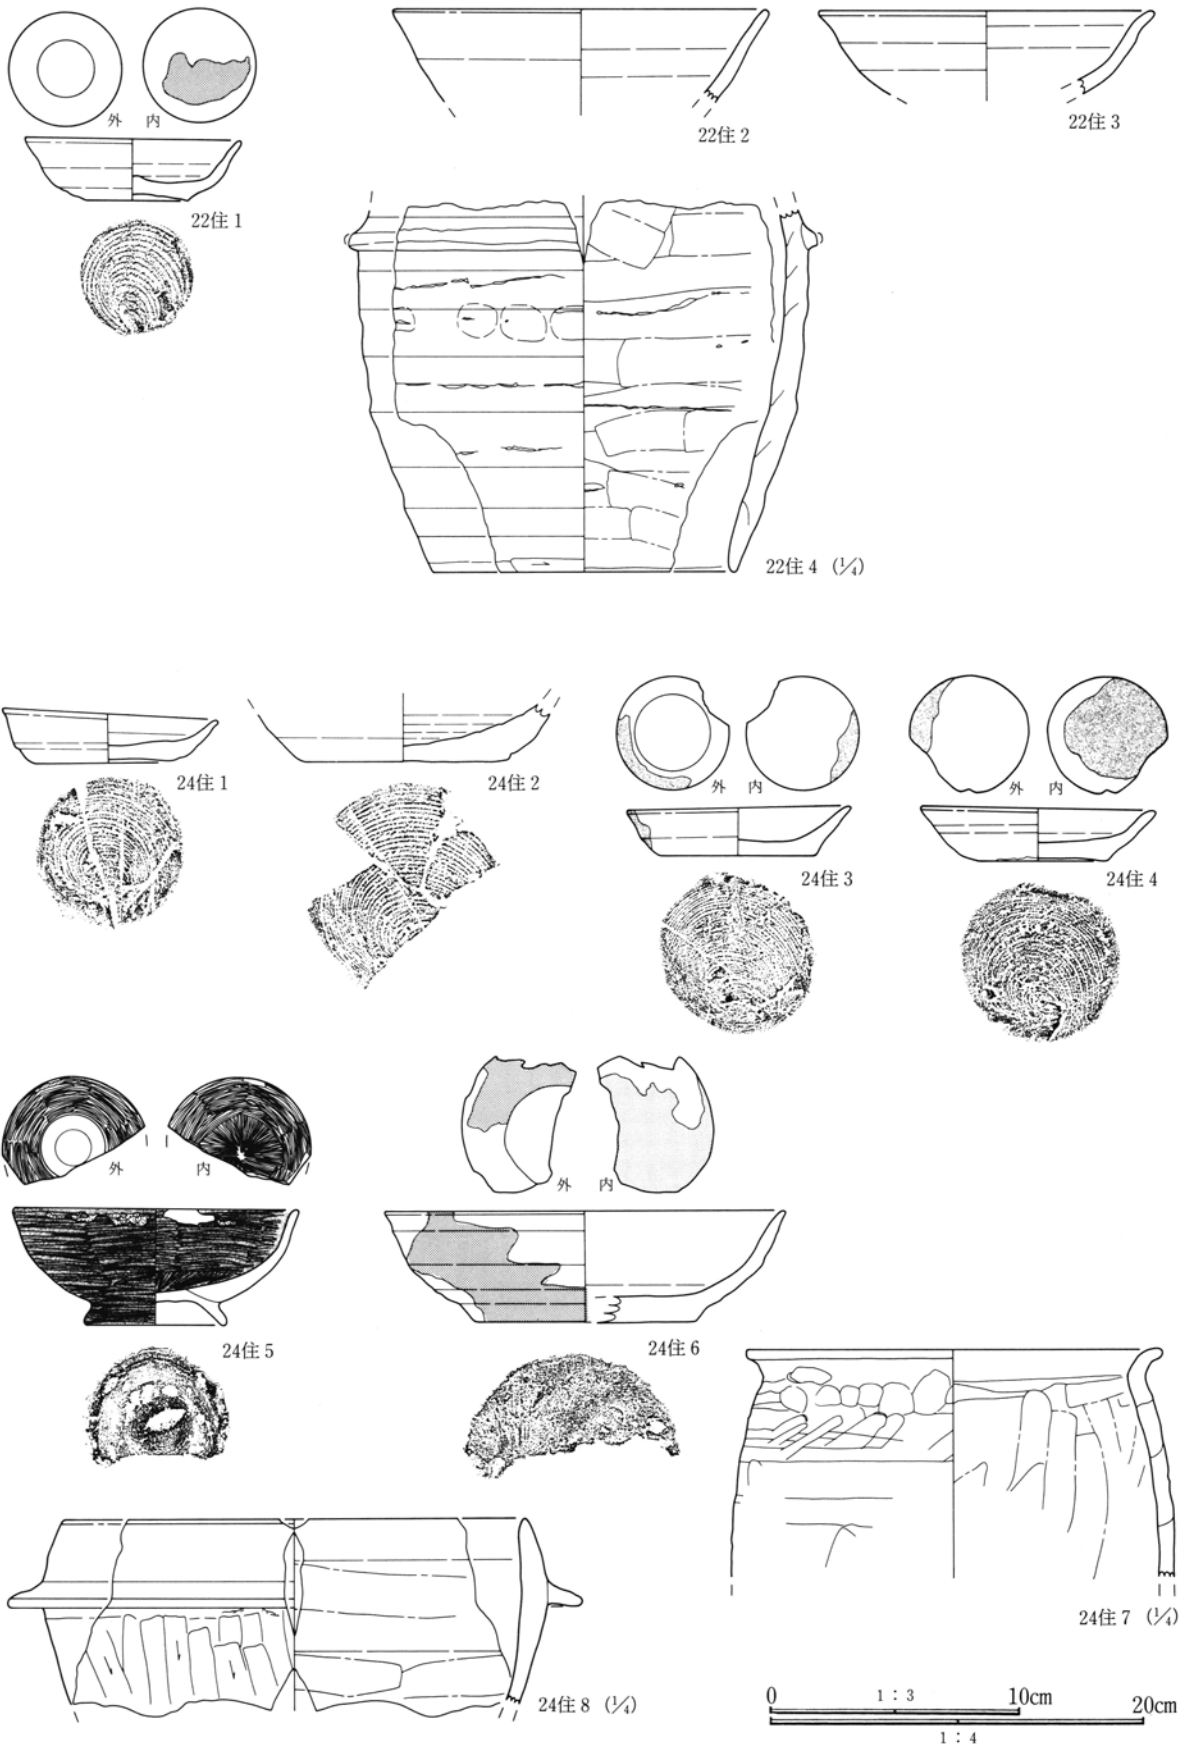 外 内
22住 1
22住 2
22住 3
22住 4 (1/4)
24住 1
24住 2
外 内
24住 3
外 内
24住 4
外 内
24住 5
外 内
24住 6
24住 7 (1/4)
24住 8 (1/4)
0 1:3 10cm 20cm
1:4